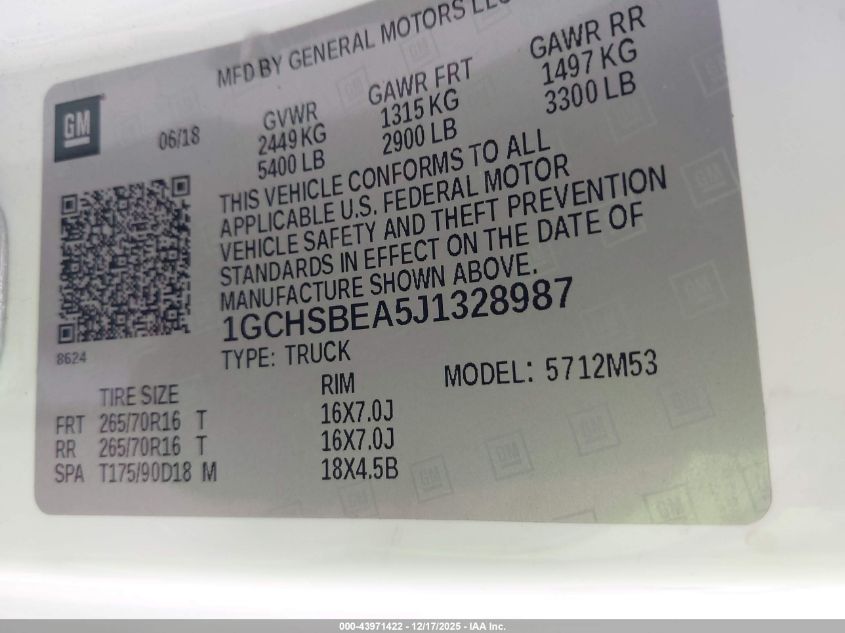 MFD BY GENERAL MOTORS LLC
GM
06/18
GVWR
2449 KG
5400 LB
GAWR FRT
1315 KG
2900 LB
GAWR RR
1497 KG
3300 LB
THIS VEHICLE CONFORMS TO ALL
APPLICABLE U.S. FEDERAL MOTOR
VEHICLE SAFETY AND THEFT PREVENTION
STANDARDS IN EFFECT ON THE DATE OF
MANUFACTURE SHOWN ABOVE.
1GCHSBEA5J1328987
8624
TYPE: TRUCK
MODEL: 5712M53
TIRE SIZE RIM
FRT 265/70R16 T 16X7.0J
RR 265/70R16 T 16X7.0J
SPA T175/90D18 M 18X4.5B
000-43971422 - 12/17/2025 - IAA Inc.